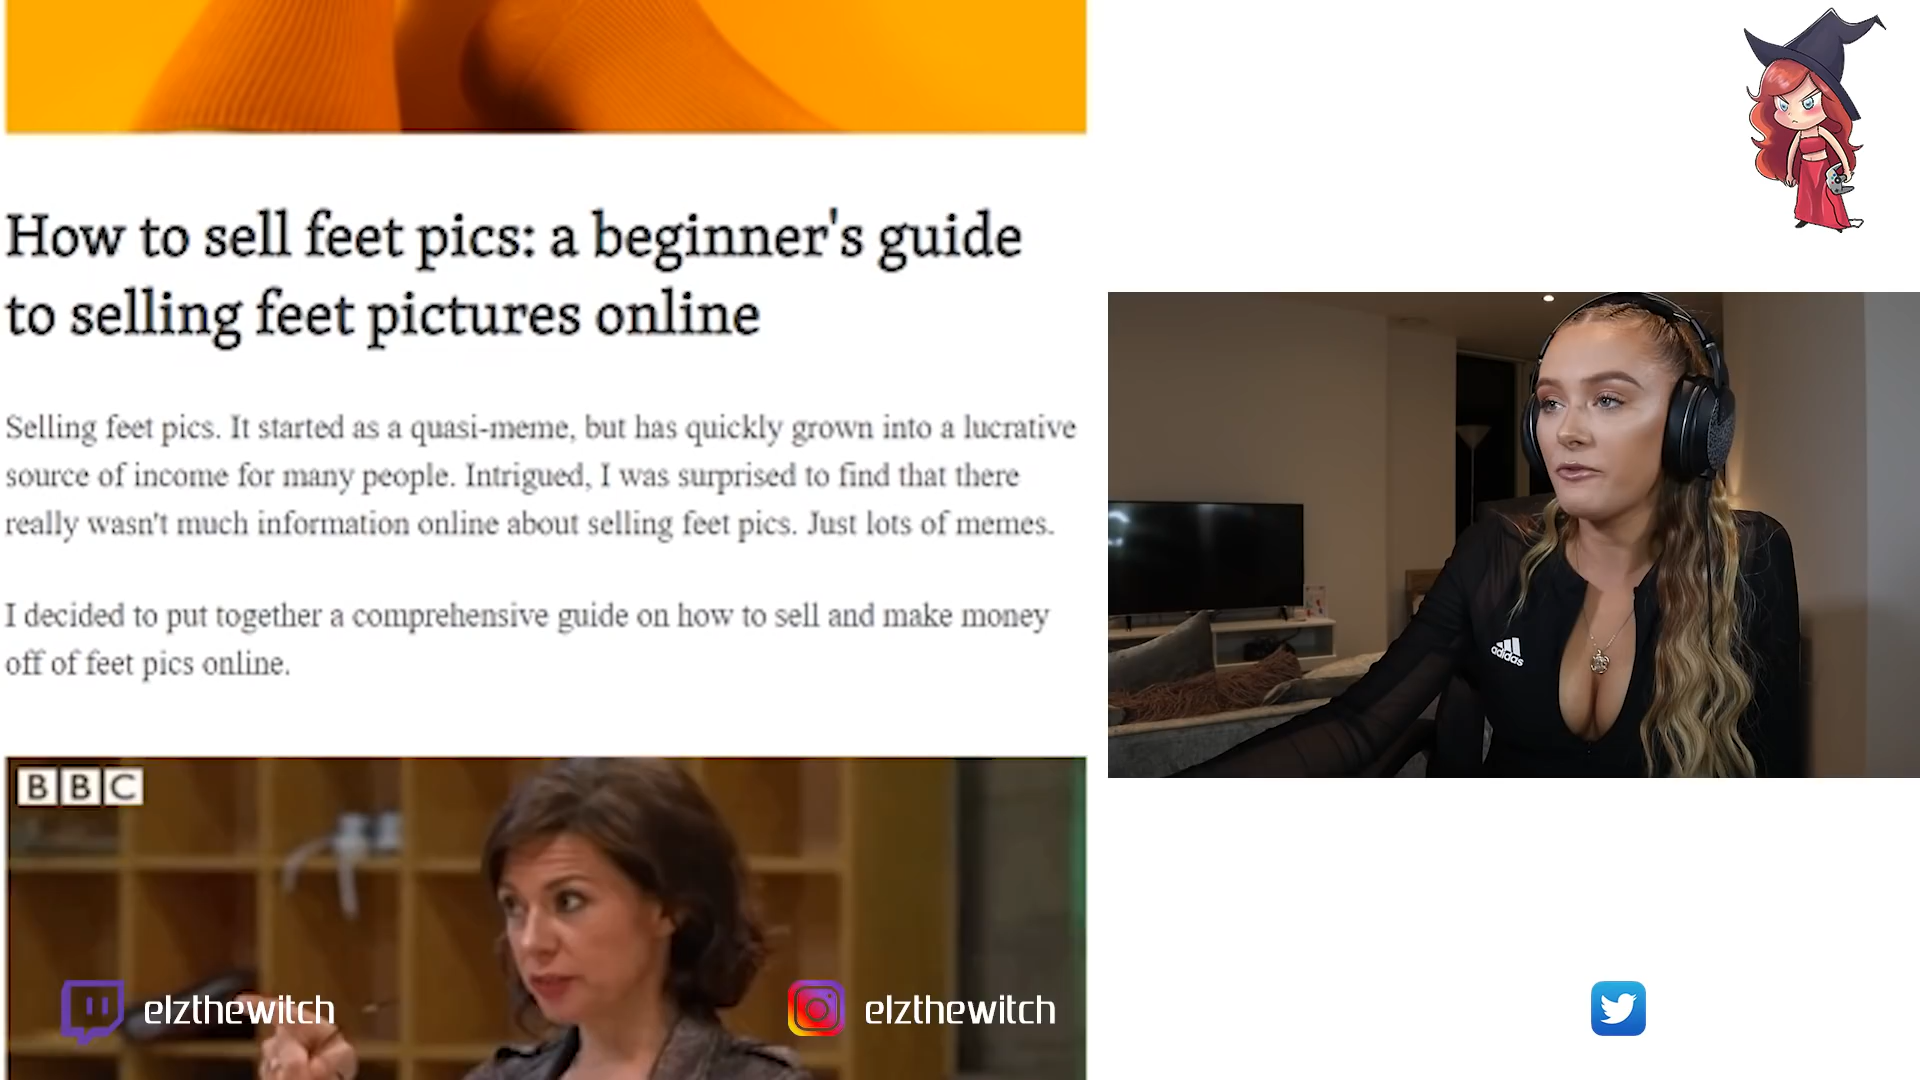 How to sell feet pics: a beginner's guide
to selling feet pictures online
Selling feet pics. It started as a quasi-meme, but has quickly grown into a lucrative
source of income for many people. Intrigued, I was surprised to find that there
really wasn't much information online about selling feet pics. Just lots of memes.
I decided to put together a comprehensive guide on how to sell and make money
off of feet pics online.
adidas
BBC
elzthewitch
elzthewitch